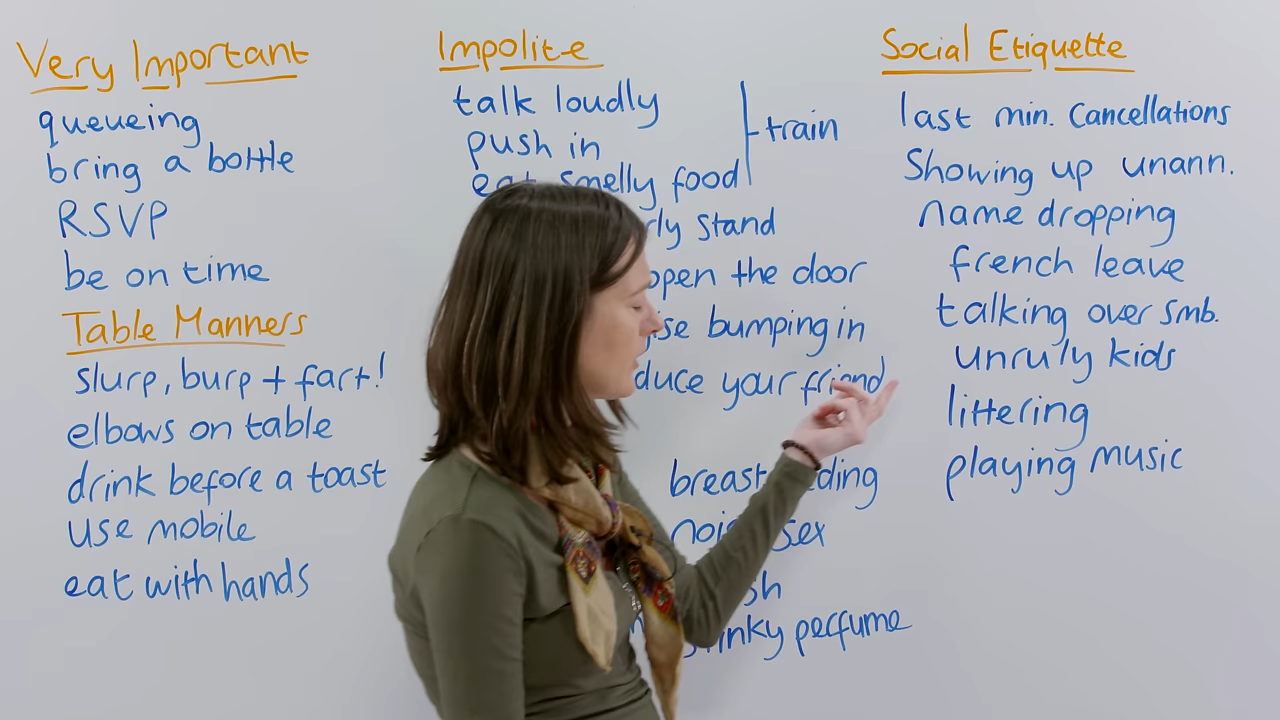 Very Important
queueing
bring a bottle
RSVP
be on time
Table Manners
slurp, burp + fart!
elbows on table
drink before a toast
use mobile
eat with hands
Impolite
talk loudly
push in
eat smelly food
train
stand
open the door
bumping in
your friend
sex
perfume
Social Etiquette
last min. Cancellations
Showing up unann.
name dropping
french leave
talking over smb.
unruly kids
littering
playing music